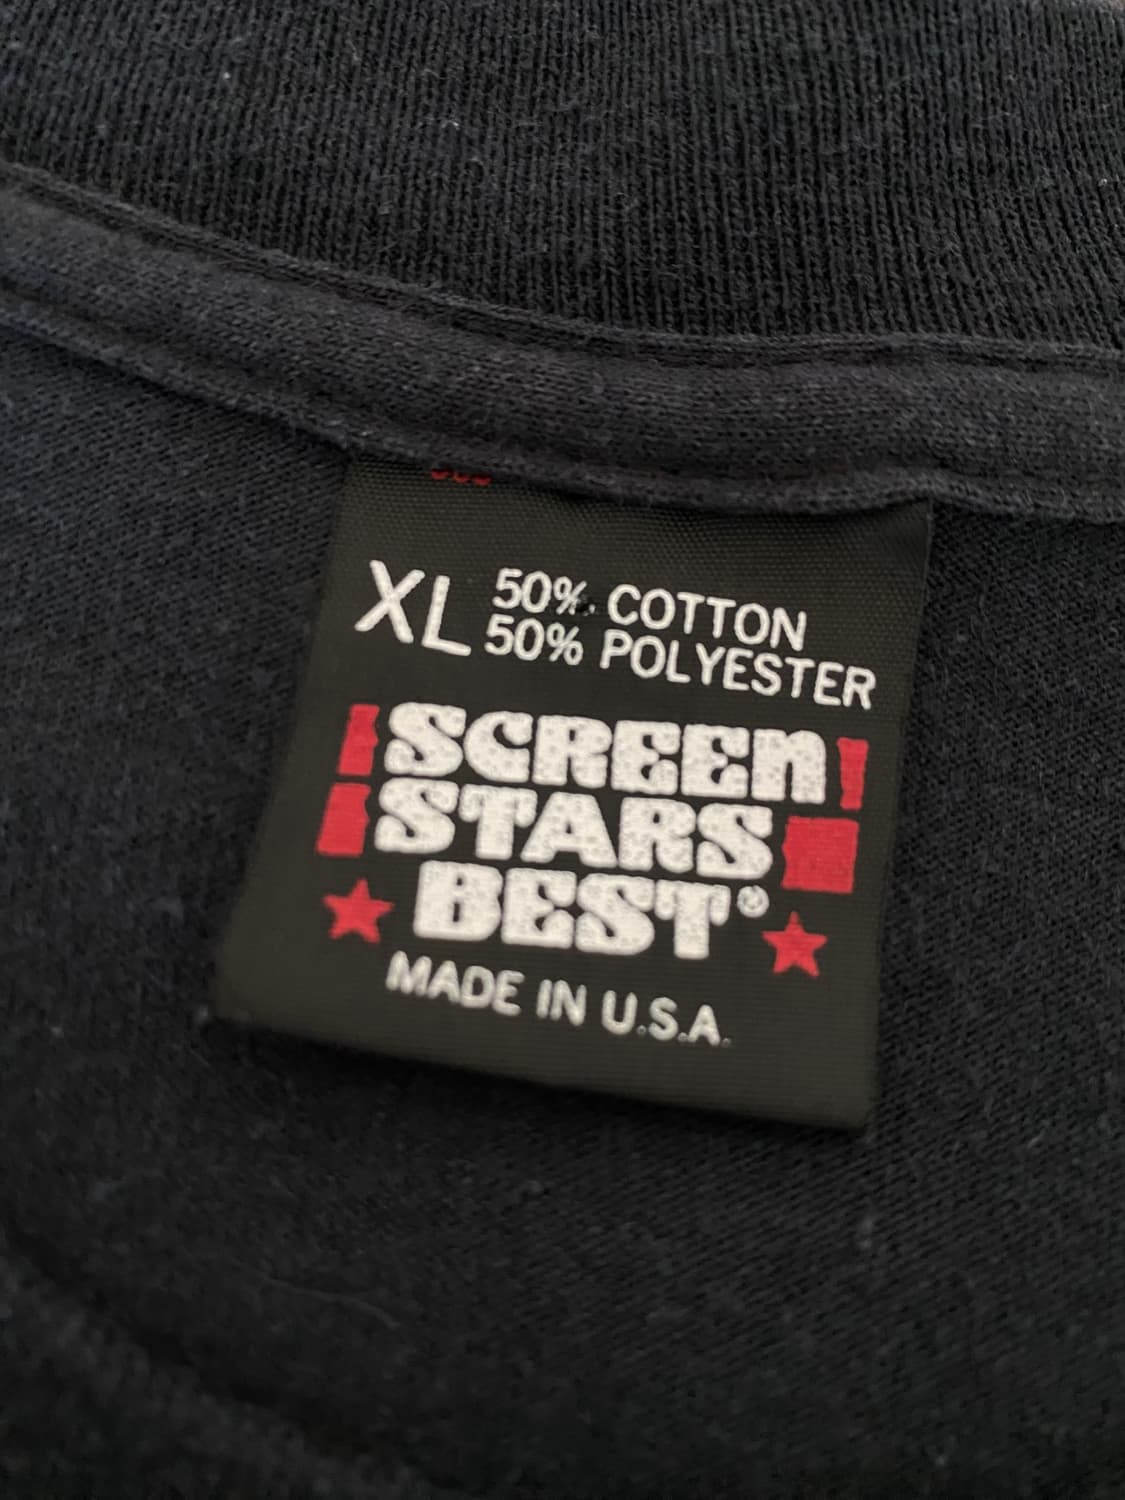 XL 50% COTTON
50% POLYESTER
SCREEN
STARS
BEST®
MADE IN U.S.A.